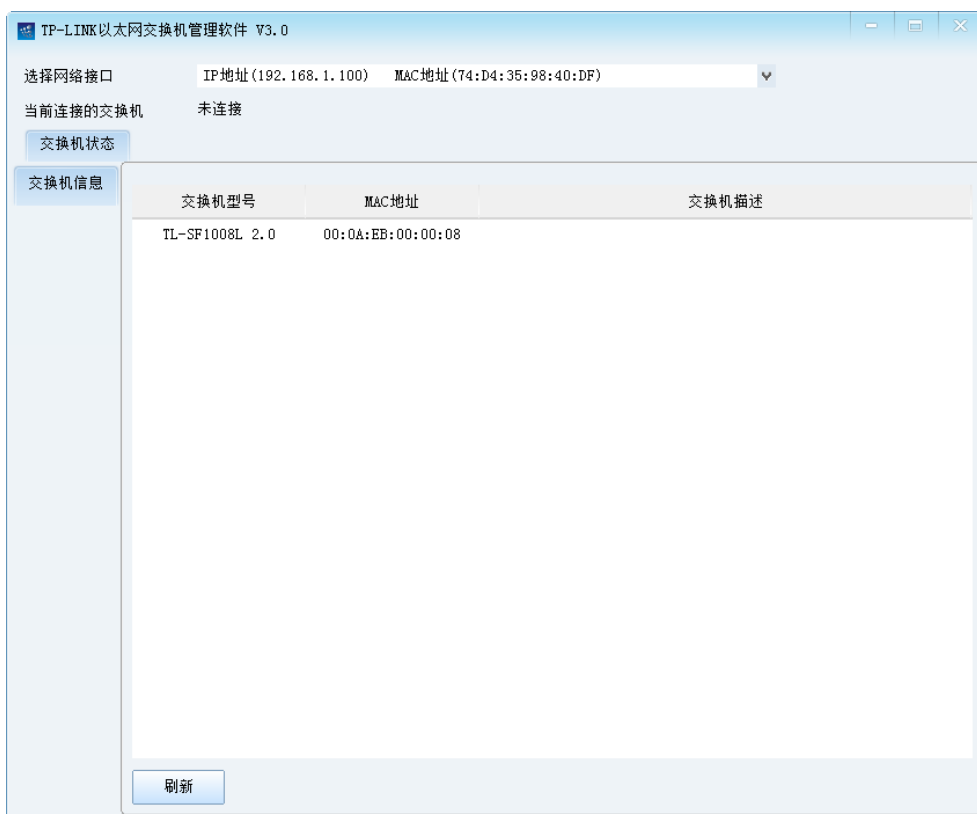 TP-LINK以太网交换机管理软件 V3.0
选择网络接口 IP地址(192.168.1.100) MAC地址(74:D4:35:98:40:DF)
当前连接的交换机 未连接
交换机状态
交换机信息
交换机型号 MAC地址 交换机描述
TL-SF1008L 2.0 00:0A:EB:00:00:08
刷新